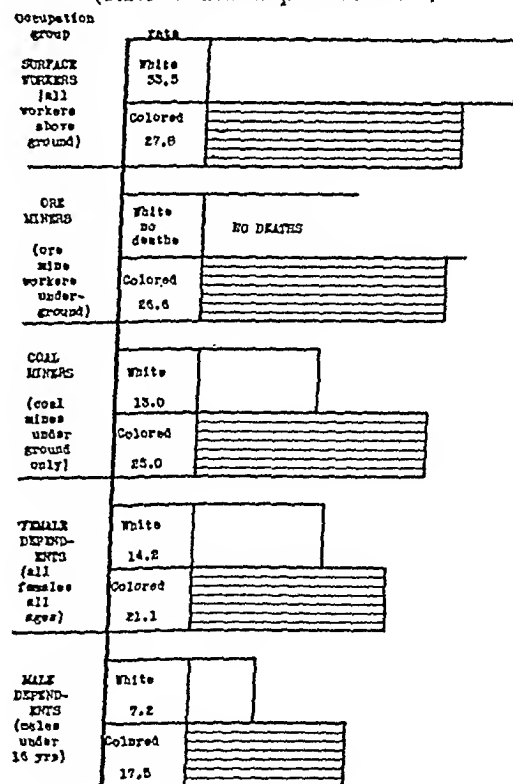 Occupation
group
rate
SURFACE
WORKERS
(all
workers
above
ground)
White
33.5
Colored
27.8
ORE
MINERS
(ore
mine
workers
under-
ground)
White
no
deaths
NO DEATHS
Colored
26.6
COAL
MINERS
(coal
mines
under
ground
only)
White
13.0
Colored
25.0
FEMALE
DEPEND-
ENTS
(all
females
all
ages)
White
14.2
Colored
21.1
MALE
DEPEND-
ENTS
(males
under
16 yrs)
White
7.2
Colored
17.5